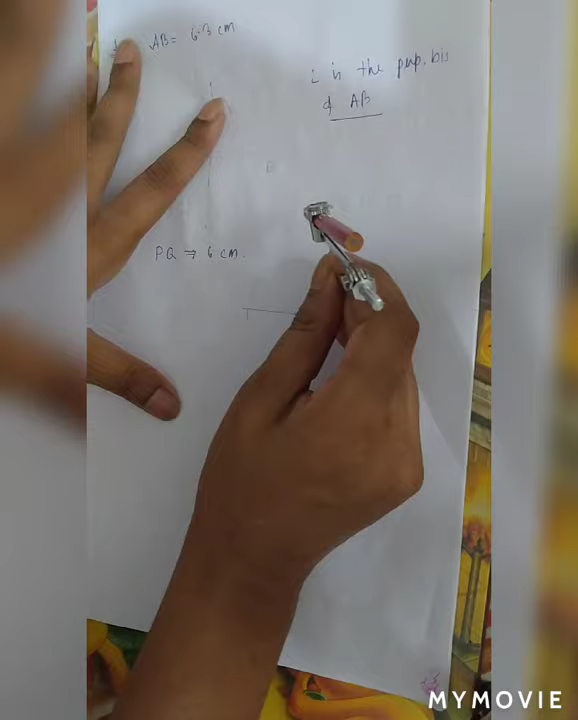 AB = 6.3 cm
i is the perp. bis
of AB
PQ ⇒ 6 cm.
MYMOVIE